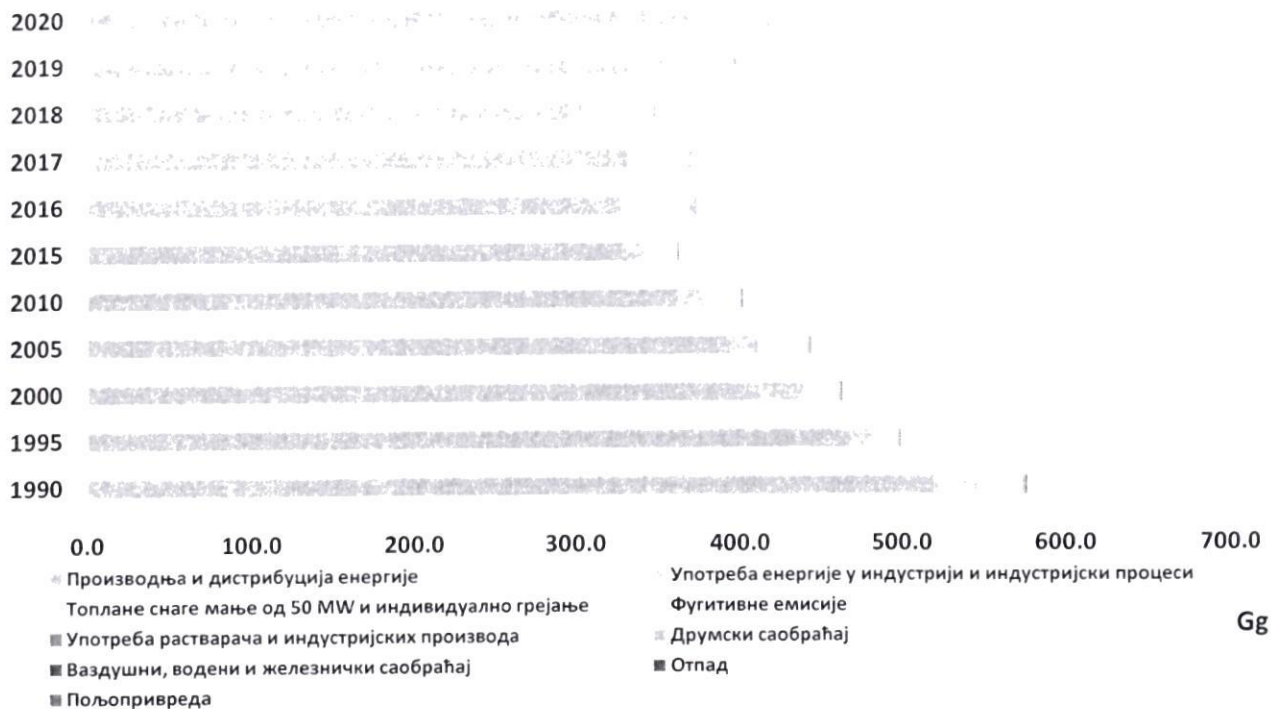 2020
2019
2018
2017
2016
2015
2010
2005
2000
1995
1990
0.0 100.0 200.0 300.0 400.0 500.0 600.0 700.0
Производња и дистрибуција енергије
Употреба енергије у индустрији и индустријски процеси
Топлане снаге мање од 50 MW и индивидуално грејање
Фугитивне емисије
Употреба растварача и индустријских производа
Друмски саобраћај
Gg
Ваздушни, водени и железнички саобраћај
Отпад
Пољопривреда